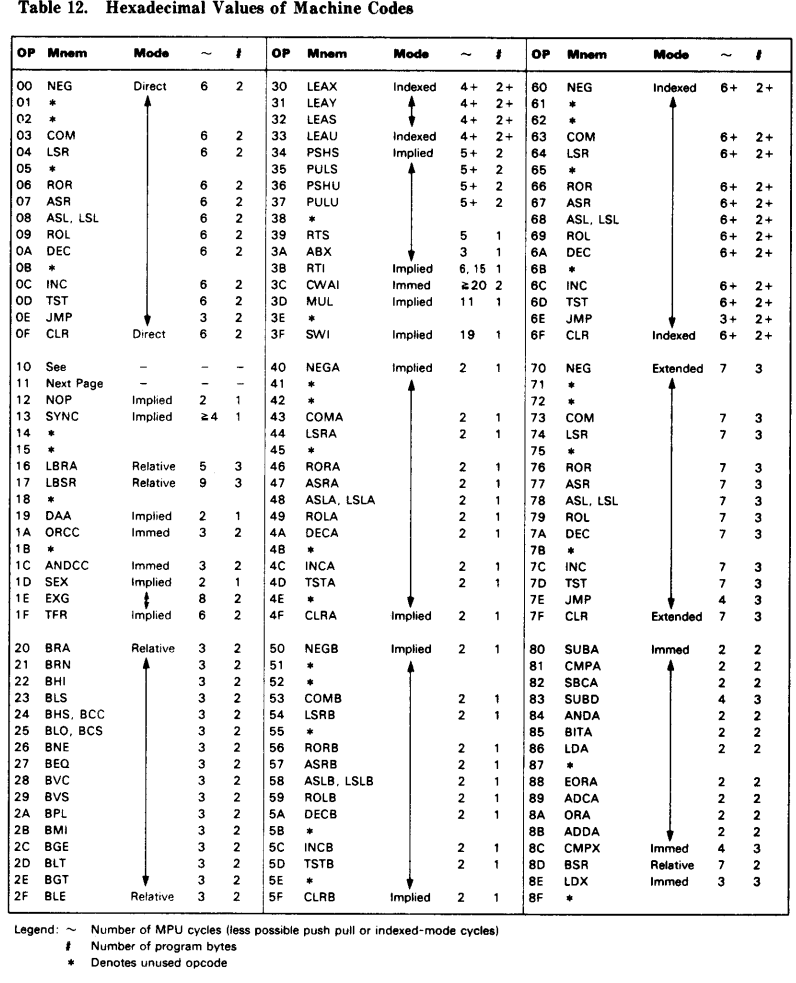 Table 12. Hexadecimal Values of Machine Codes
OP Mnem Mode ~ # OP Mnem Mode ~ # OP Mnem Mode ~ #
00 NEG Direct 6 2 30 LEAX Indexed 4+ 2+ 60 NEG Indexed 6+ 2+
01 * 31 LEAY 4+ 2+ 61 *
02 * 32 LEAS 4+ 2+ 62 *
03 COM 6 2 33 LEAU Indexed 4+ 2+ 63 COM 6+ 2+
04 LSR 6 2 34 PSHS Implied 5+ 2 64 LSR 6+ 2+
05 * 35 PULS 5+ 2 65 *
06 ROR 6 2 36 PSHU 5+ 2 66 ROR 6+ 2+
07 ASR 6 2 37 PULU 5+ 2 67 ASR 6+ 2+
08 ASL, LSL 6 2 38 * 68 ASL, LSL 6+ 2+
09 ROL 6 2 39 RTS 5 1 69 ROL 6+ 2+
0A DEC 6 2 3A ABX 3 1 6A DEC 6+ 2+
0B * 3B RTI Implied 6, 15 1 6B *
0C INC 6 2 3C CWAI Immed ≥20 2 6C INC 6+ 2+
0D TST 6 2 3D MUL Implied 11 1 6D TST 6+ 2+
0E JMP 3 2 3E * 6E JMP 3+ 2+
0F CLR Direct 6 2 3F SWI Implied 19 1 6F CLR Indexed 6+ 2+
10 See – – – 40 NEGA Implied 2 1 70 NEG Extended 7 3
11 Next Page – – – 41 * 71 *
12 NOP Implied 2 1 42 * 72 *
13 SYNC Implied ≥4 1 43 COMA 2 1 73 COM 7 3
14 * 44 LSRA 2 1 74 LSR 7 3
15 * 45 * 75 *
16 LBRA Relative 5 3 46 RORA 2 1 76 ROR 7 3
17 LBSR Relative 9 3 47 ASRA 2 1 77 ASR 7 3
18 * 48 ASLA, LSLA 2 1 78 ASL, LSL 7 3
19 DAA Implied 2 1 49 ROLA 2 1 79 ROL 7 3
1A ORCC Immed 3 2 4A DECA 2 1 7A DEC 7 3
1B * 4B * 7B *
1C ANDCC Immed 3 2 4C INCA 2 1 7C INC 7 3
1D SEX Implied 2 1 4D TSTA 2 1 7D TST 7 3
1E EXG 8 2 4E * 7E JMP 4 3
1F TFR Implied 6 2 4F CLRA Implied 2 1 7F CLR Extended 7 3
20 BRA Relative 3 2 50 NEGB Implied 2 1 80 SUBA Immed 2 2
21 BRN 3 2 51 * 81 CMPA 2 2
22 BHI 3 2 52 * 82 SBCA 2 2
23 BLS 3 2 53 COMB 2 1 83 SUBD 4 3
24 BHS, BCC 3 2 54 LSRB 2 1 84 ANDA 2 2
25 BLO, BCS 3 2 55 * 85 BITA 2 2
26 BNE 3 2 56 RORB 2 1 86 LDA 2 2
27 BEQ 3 2 57 ASRB 2 1 87 *
28 BVC 3 2 58 ASLB, LSLB 2 1 88 EORA 2 2
29 BVS 3 2 59 ROLB 2 1 89 ADCA 2 2
2A BPL 3 2 5A DECB 2 1 8A ORA 2 2
2B BMI 3 2 5B * 8B ADDA 2 2
2C BGE 3 2 5C INCB 2 1 8C CMPX Immed 4 3
2D BLT 3 2 5D TSTB 2 1 8D BSR Relative 7 2
2E BGT 3 2 5E * 8E LDX Immed 3 3
2F BLE Relative 3 2 5F CLRB Implied 2 1 8F *
Legend: ~ Number of MPU cycles (less possible push pull or indexed-mode cycles)
# Number of program bytes
* Denotes unused opcode